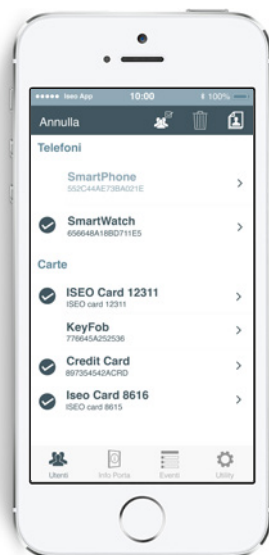 Iseo App 10:00 100%
Annulla
Telefoni
SmartPhone
552C44AE73BA021E
SmartWatch
656648A18BD711E5
Carte
ISEO Card 12311
ISEO card 12311
KeyFob
776645A252536
Credit Card
897354542ACRD
Iseo Card 8616
ISEO card 8615
Utenti Info Porta Eventi Utility